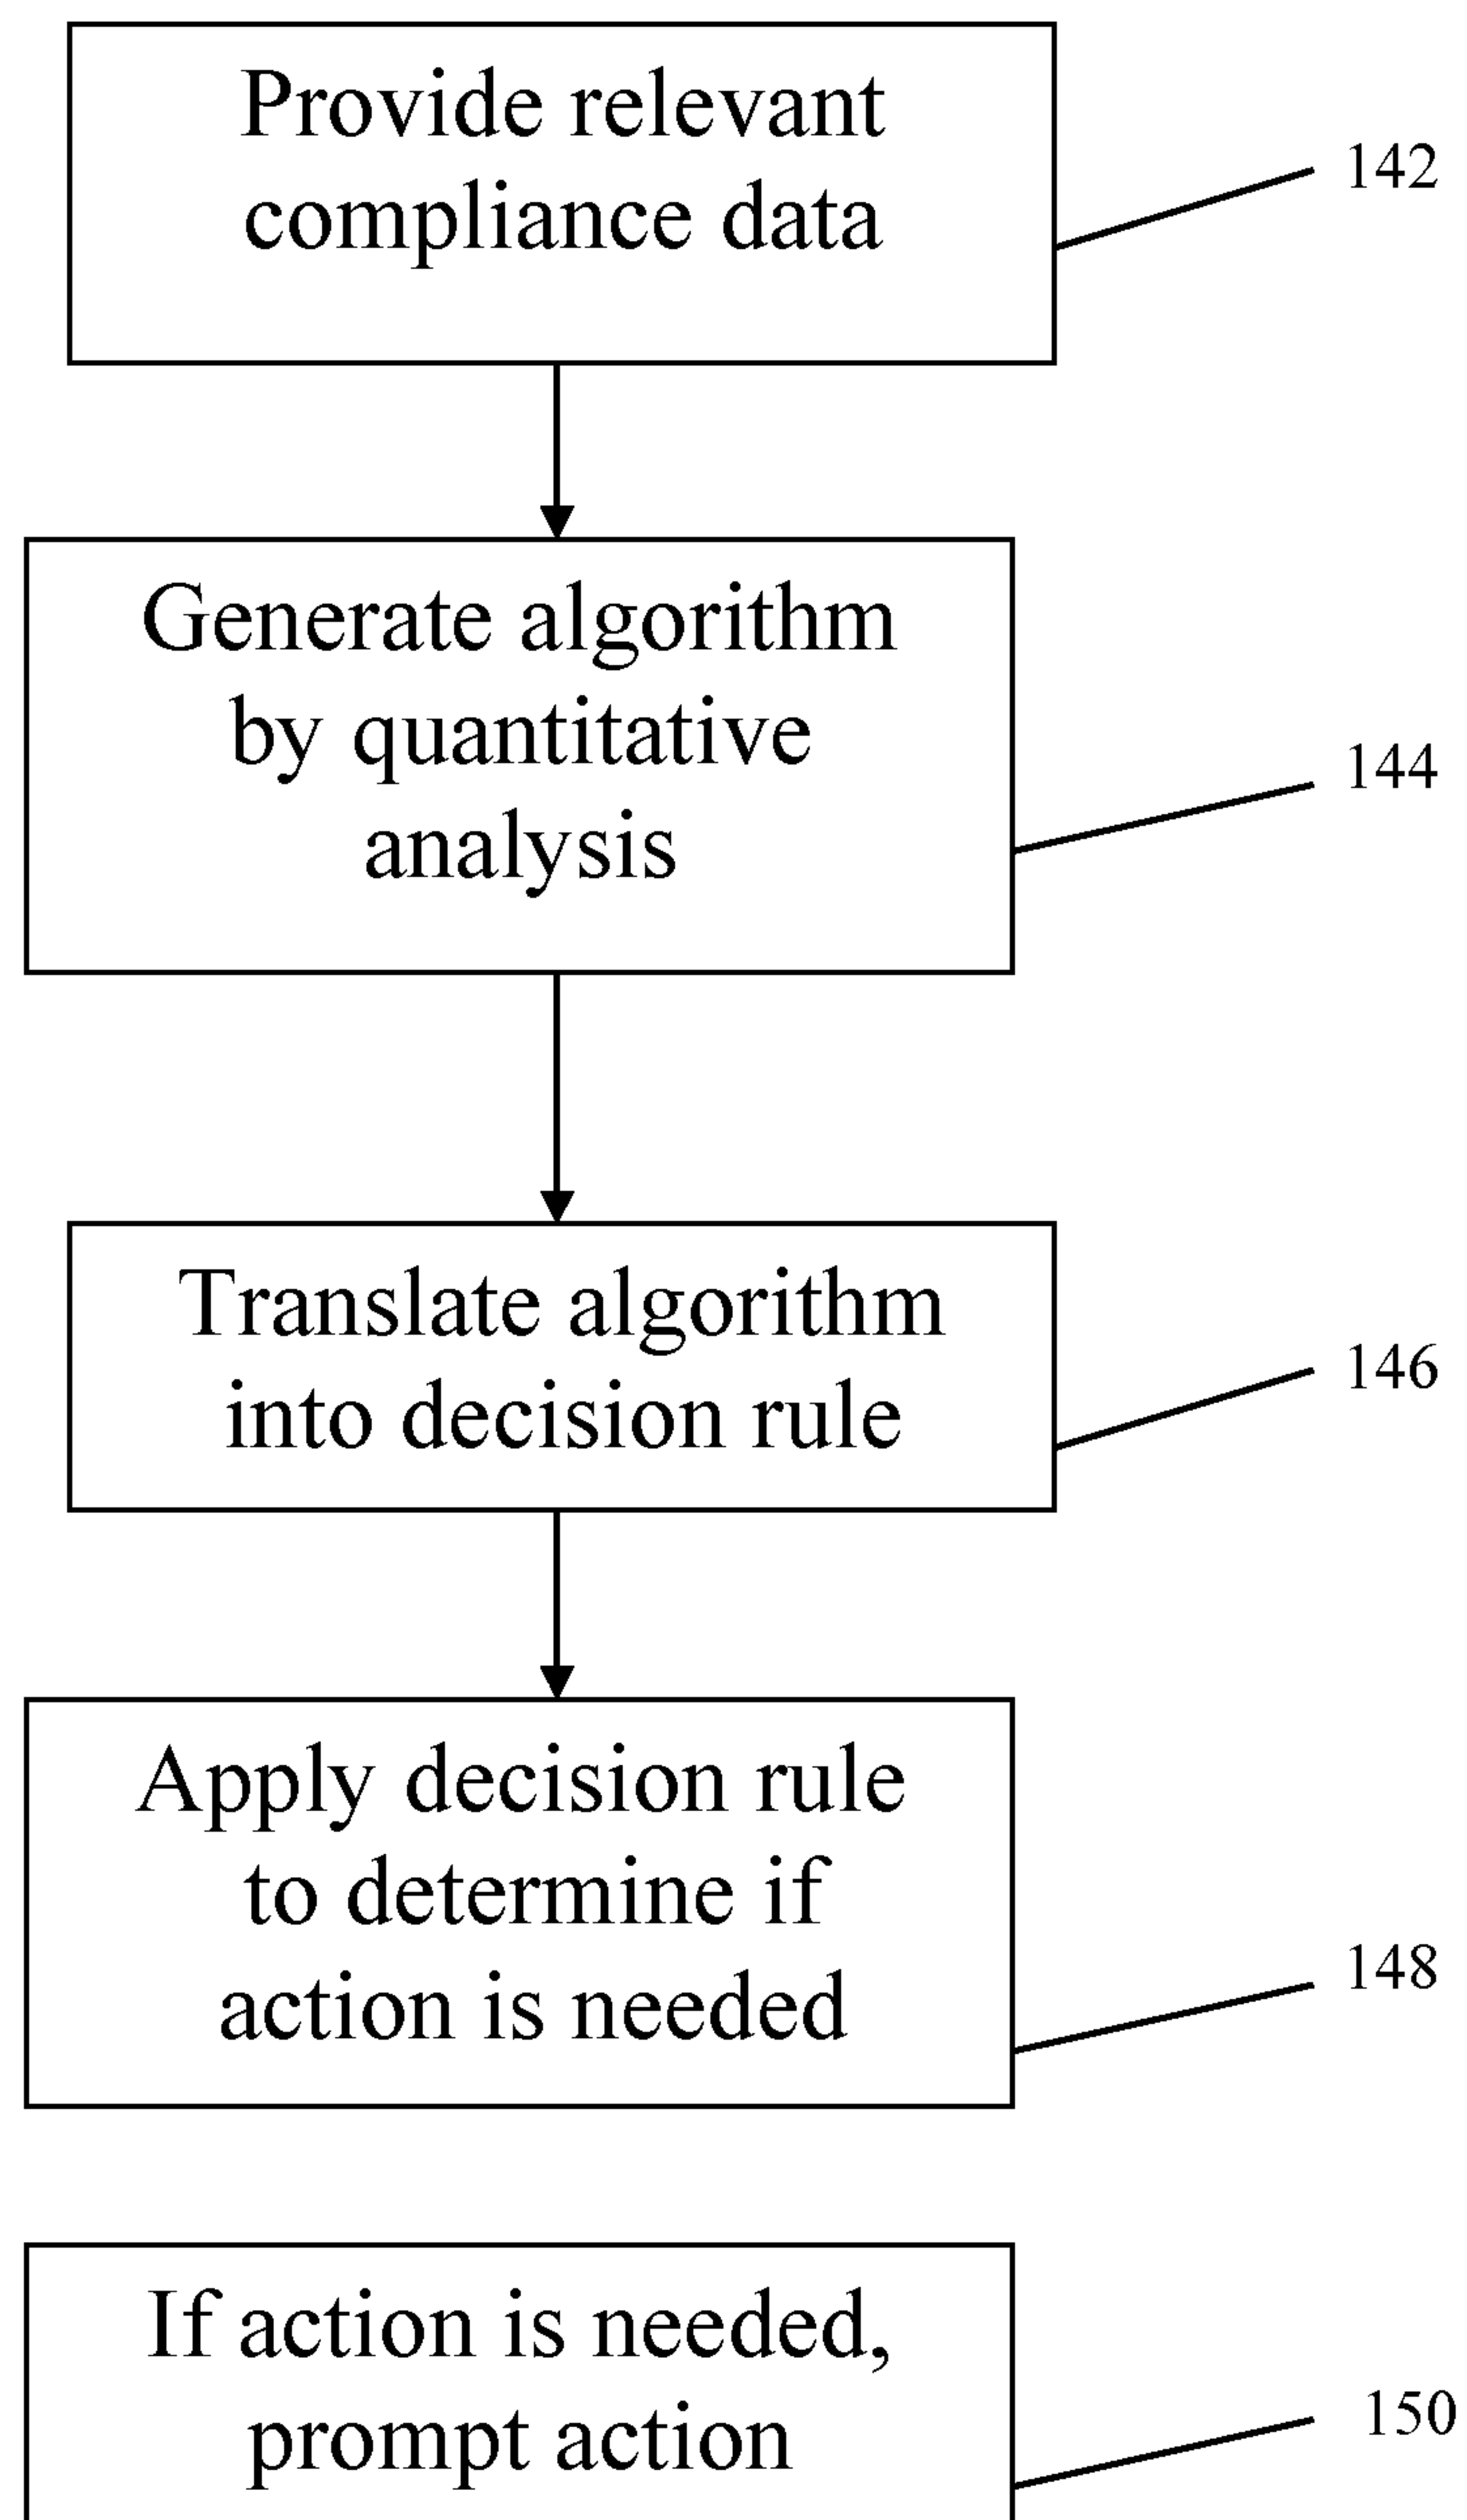 Provide relevant
compliance data
142
Generate algorithm
by quantitative
analysis
144
Translate algorithm
into decision rule
146
Apply decision rule
to determine if
action is needed
148
If action is needed,
prompt action
150